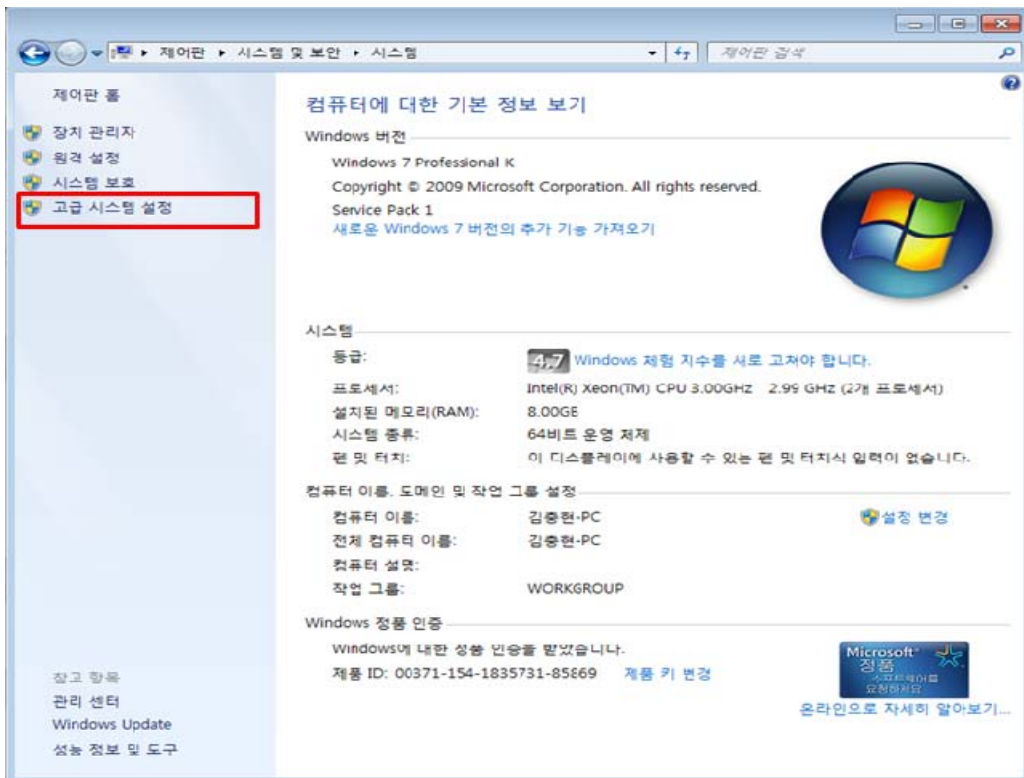 제어판 ▸ 시스템 및 보안 ▸ 시스템
제어판 검색
제어판 홈
장치 관리자
원격 설정
시스템 보호
고급 시스템 설정
컴퓨터에 대한 기본 정보 보기
Windows 버전
Windows 7 Professional K
Copyright © 2009 Microsoft Corporation. All rights reserved.
Service Pack 1
새로운 Windows 7 버전의 추가 기능 가져오기
시스템
등급: 4,7 Windows 체험 지수를 새로 고쳐야 합니다.
프로세서: Intel(R) Xeon(TM) CPU 3.00GHz 2.99 GHz (2개 프로세서)
설치된 메모리(RAM): 8.00GB
시스템 종류: 64비트 운영 체제
펜 및 터치: 이 디스플레이에 사용할 수 있는 펜 및 터치식 입력이 없습니다.
컴퓨터 이름, 도메인 및 작업 그룹 설정
컴퓨터 이름: 김충현-PC 설정 변경
전체 컴퓨터 이름: 김충현-PC
컴퓨터 설명:
작업 그룹: WORKGROUP
Windows 정품 인증
Windows에 대한 정품 인증을 받았습니다.
제품 ID: 00371-154-1835731-85869 제품 키 변경
Microsoft
정품
소프트웨어를
요청하세요
온라인으로 자세히 알아보기...
참고 항목
관리 센터
Windows Update
성능 정보 및 도구